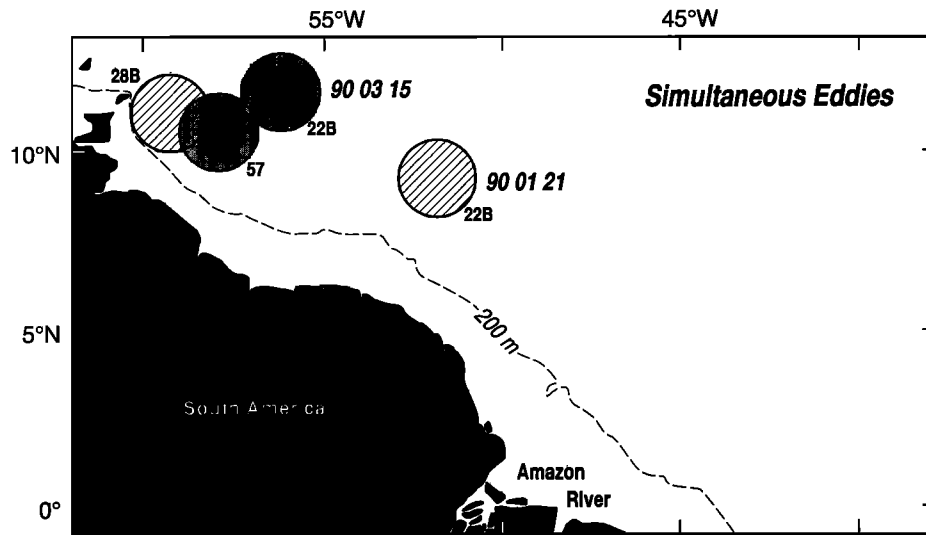 55°W 45°W
28B
90 03 15
Simultaneous Eddies
22B
10°N
57
90 01 21
22B
5°N
200 m
South America
Amazon
River
0°